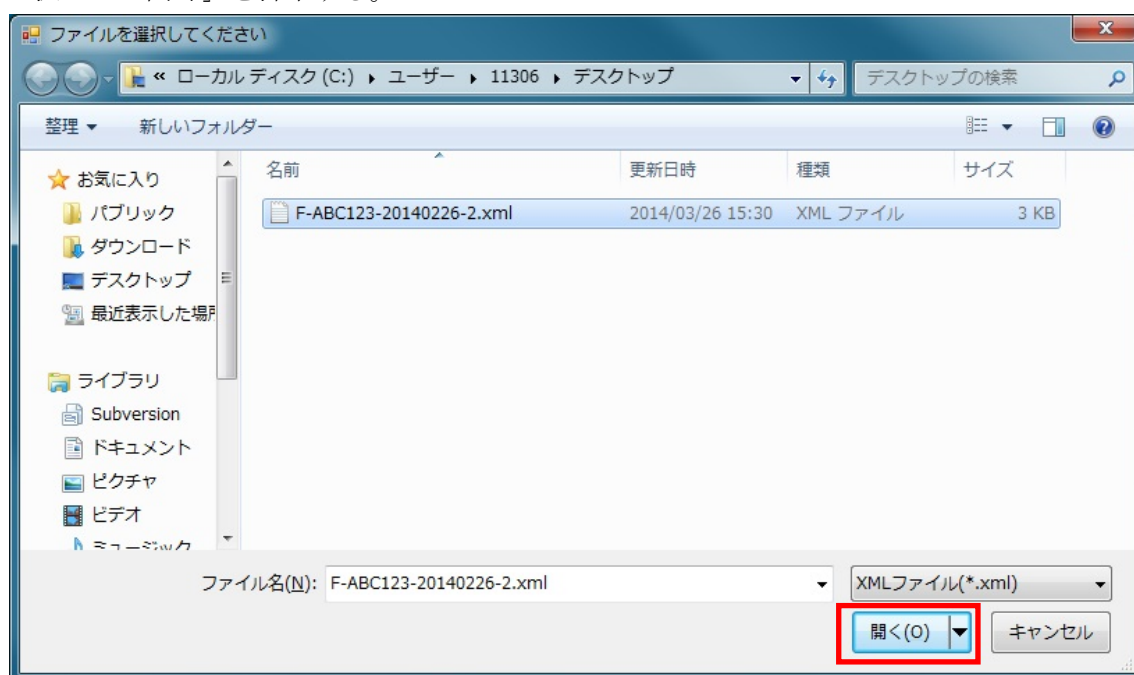 ファイルを選択してください
« ローカル ディスク (C:) ▸ ユーザー ▸ 11306 ▸ デスクトップ
デスクトップの検索
整理 ▼ 新しいフォルダー
お気に入り
パブリック
ダウンロード
デスクトップ
最近表示した場所
ライブラリ
Subversion
ドキュメント
ピクチャ
ビデオ
ミュージック
名前 更新日時 種類 サイズ
F-ABC123-20140226-2.xml 2014/03/26 15:30 XML ファイル 3 KB
ファイル名(N): F-ABC123-20140226-2.xml
XMLファイル(*.xml)
開く(O) キャンセル